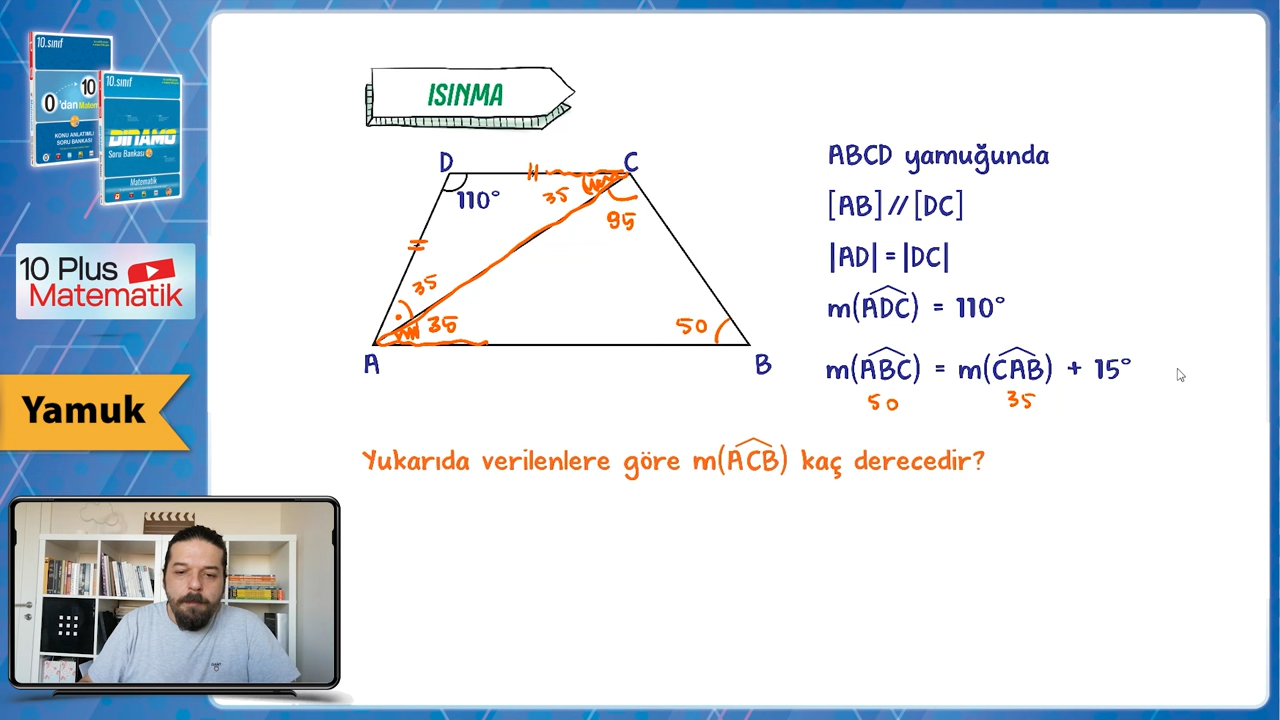 10.sınıf
0'dan 10
Matem
KONU ANLATIMLI
SORU BANKASI
10.sınıf
DİNAMO
Soru Bankası
Matematik
10 Plus
Matematik
Yamuk
ISINMA
D
C
110°
35
95
35
35
50
A
B
ABCD yamuğunda
[AB] // [DC]
|AD| = |DC|
m(ADC) = 110°
m(ABC) = m(CAB) + 15°
50
35
Yukarıda verilenlere göre m(ACB) kaç derecedir?